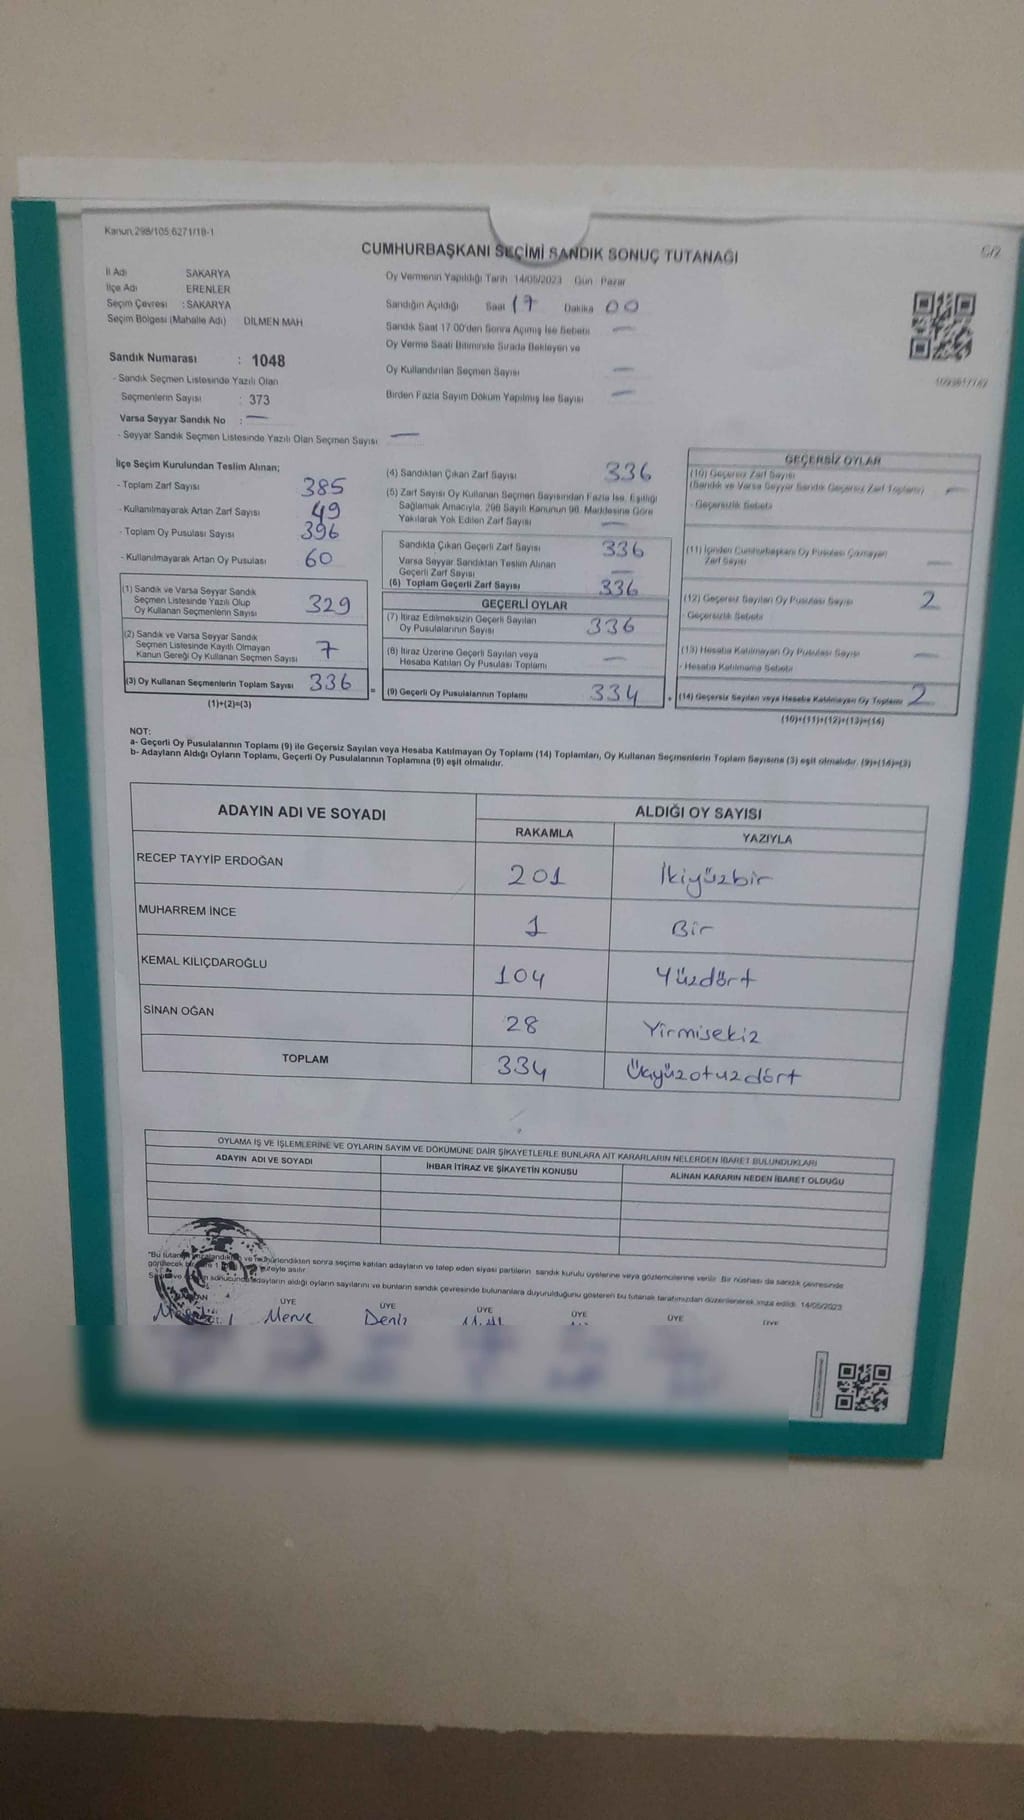 Kanun 298/105:6271/18-1
CUMHURBAŞKANI SEÇİMİ SANDIK SONUÇ TUTANAĞI
İl Adı SAKARYA
İlçe Adı ERENLER
Seçim Çevresi : SAKARYA
Seçim Bölgesi (Mahalle Adı) DİLMEN MAH
Sandık Numarası : 1048
- Sandık Seçmen Listesinde Yazılı Olan
Seçmenlerin Sayısı : 373
Varsa Seyyar Sandık No : —
- Seyyar Sandık Seçmen Listesinde Yazılı Olan Seçmen Sayısı —
Oy Vermenin Yapıldığı Tarih 14/05/2023 Gün Pazar
Sandığın Açıldığı Saat 17 Dakika 00
Sandık Saat 17.00'den Sonra Açılmış İse Sebebi —
Oy Verme Saati Bitiminde Sırada Bekleyen ve
Oy Kullandırılan Seçmen Sayısı —
Birden Fazla Sayım Döküm Yapılmış İse Sayısı —
İlçe Seçim Kurulundan Teslim Alınan;
- Toplam Zarf Sayısı 385
- Kullanılmayarak Artan Zarf Sayısı 49
- Toplam Oy Pusulası Sayısı 396
- Kullanılmayarak Artan Oy Pusulası 60
(1) Sandık ve Varsa Seyyar Sandık
Seçmen Listesinde Yazılı Olup
Oy Kullanan Seçmenlerin Sayısı 329
(2) Sandık ve Varsa Seyyar Sandık
Seçmen Listesinde Kayıtlı Olmayan
Kanun Gereği Oy Kullanan Seçmen Sayısı 7
(3) Oy Kullanan Seçmenlerin Toplam Sayısı 336 =
(1)+(2)=(3)
(4) Sandıktan Çıkan Zarf Sayısı 336
(5) Zarf Sayısı Oy Kullanan Seçmen Sayısından Fazla İse, Eşitliği
Sağlamak Amacıyla, 298 Sayılı Kanunun 98. Maddesine Göre
Yakılarak Yok Edilen Zarf Sayısı —
Sandıkta Çıkan Geçerli Zarf Sayısı 336
Varsa Seyyar Sandıktan Teslim Alınan
Geçerli Zarf Sayısı —
(6) Toplam Geçerli Zarf Sayısı 336
GEÇERLİ OYLAR
(7) İtiraz Edilmeksizin Geçerli Sayılan
Oy Pusulalarının Sayısı 336
(8) İtiraz Üzerine Geçerli Sayılan veya
Hesaba Katılan Oy Pusulası Toplamı —
(9) Geçerli Oy Pusulalarının Toplamı 334 +
GEÇERSİZ OYLAR
(10) Geçersiz Zarf Sayısı
(Sandık ve Varsa Seyyar Sandık Geçersiz Zarf Toplamı) —
- Geçersizlik Sebebi
(11) İçinden Cumhurbaşkanı Oy Pusulası Çıkmayan
Zarf Sayısı —
(12) Geçersiz Sayılan Oy Pusulası Sayısı 2
- Geçersizlik Sebebi
(13) Hesaba Katılmayan Oy Pusulası Sayısı —
- Hesaba Katılmama Sebebi
(14) Geçersiz Sayılan veya Hesaba Katılmayan Oy Toplamı 2
(10)+(11)+(12)+(13)=(14)
NOT:
a- Geçerli Oy Pusulalarının Toplamı (9) ile Geçersiz Sayılan veya Hesaba Katılmayan Oy Toplamı (14) Toplamları, Oy Kullanan Seçmenlerin Toplam Sayısına (3) eşit olmalıdır. (9)+(14)=(3)
b- Adayların Aldığı Oyların Toplamı, Geçerli Oy Pusulalarının Toplamına (9) eşit olmalıdır.
ADAYIN ADI VE SOYADI ALDIĞI OY SAYISI
RAKAMLA YAZIYLA
RECEP TAYYİP ERDOĞAN 201 İkiyüzbir
MUHARREM İNCE 1 Bir
KEMAL KILIÇDAROĞLU 104 Yüzdört
SİNAN OĞAN 28 Yirmisekiz
TOPLAM 334 Üçyüzotuzdört
OYLAMA İŞ VE İŞLEMLERİNE VE OYLARIN SAYIM VE DÖKÜMÜNE DAİR ŞİKAYETLERLE BUNLARA AİT KARARLARIN NELERDEN İBARET BULUNDUKLARI
ADAYIN ADI VE SOYADI İHBAR İTİRAZ VE ŞİKAYETİN KONUSU ALINAN KARARIN NEDEN İBARET OLDUĞU
"Bu ve mühürlendikten sonra seçime katılan adayların ve talep eden siyasi partilerin sandık kurulu üyelerine veya gözlemcilerine verilir. Bir nüshası da sandık çevresinde
görülecek süreyle asılır.
sonucunda adayların aldığı oyların sayılarını ve bunların sandık çevresinde bulunanlara duyurulduğunu gösteren bu tutanak tarafımızdan düzenlenerek imza edildi. 14/05/2023
ÜYE ÜYE ÜYE ÜYE ÜYE ÜYE
Merve Deniz